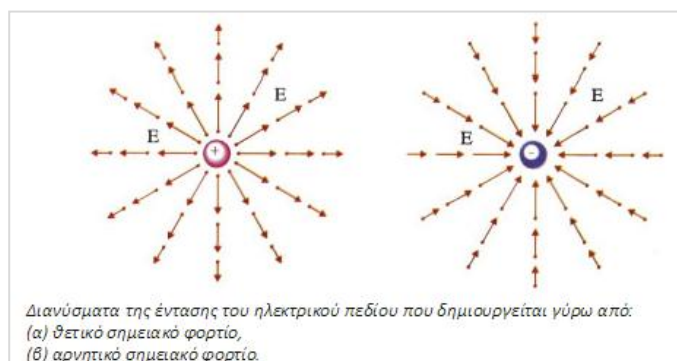 E E
E E
+ -
Διανύσματα της έντασης του ηλεκτρικού πεδίου που δημιουργείται γύρω από:
(α) θετικό σημειακό φορτίο,
(β) αρνητικό σημειακό φορτίο.